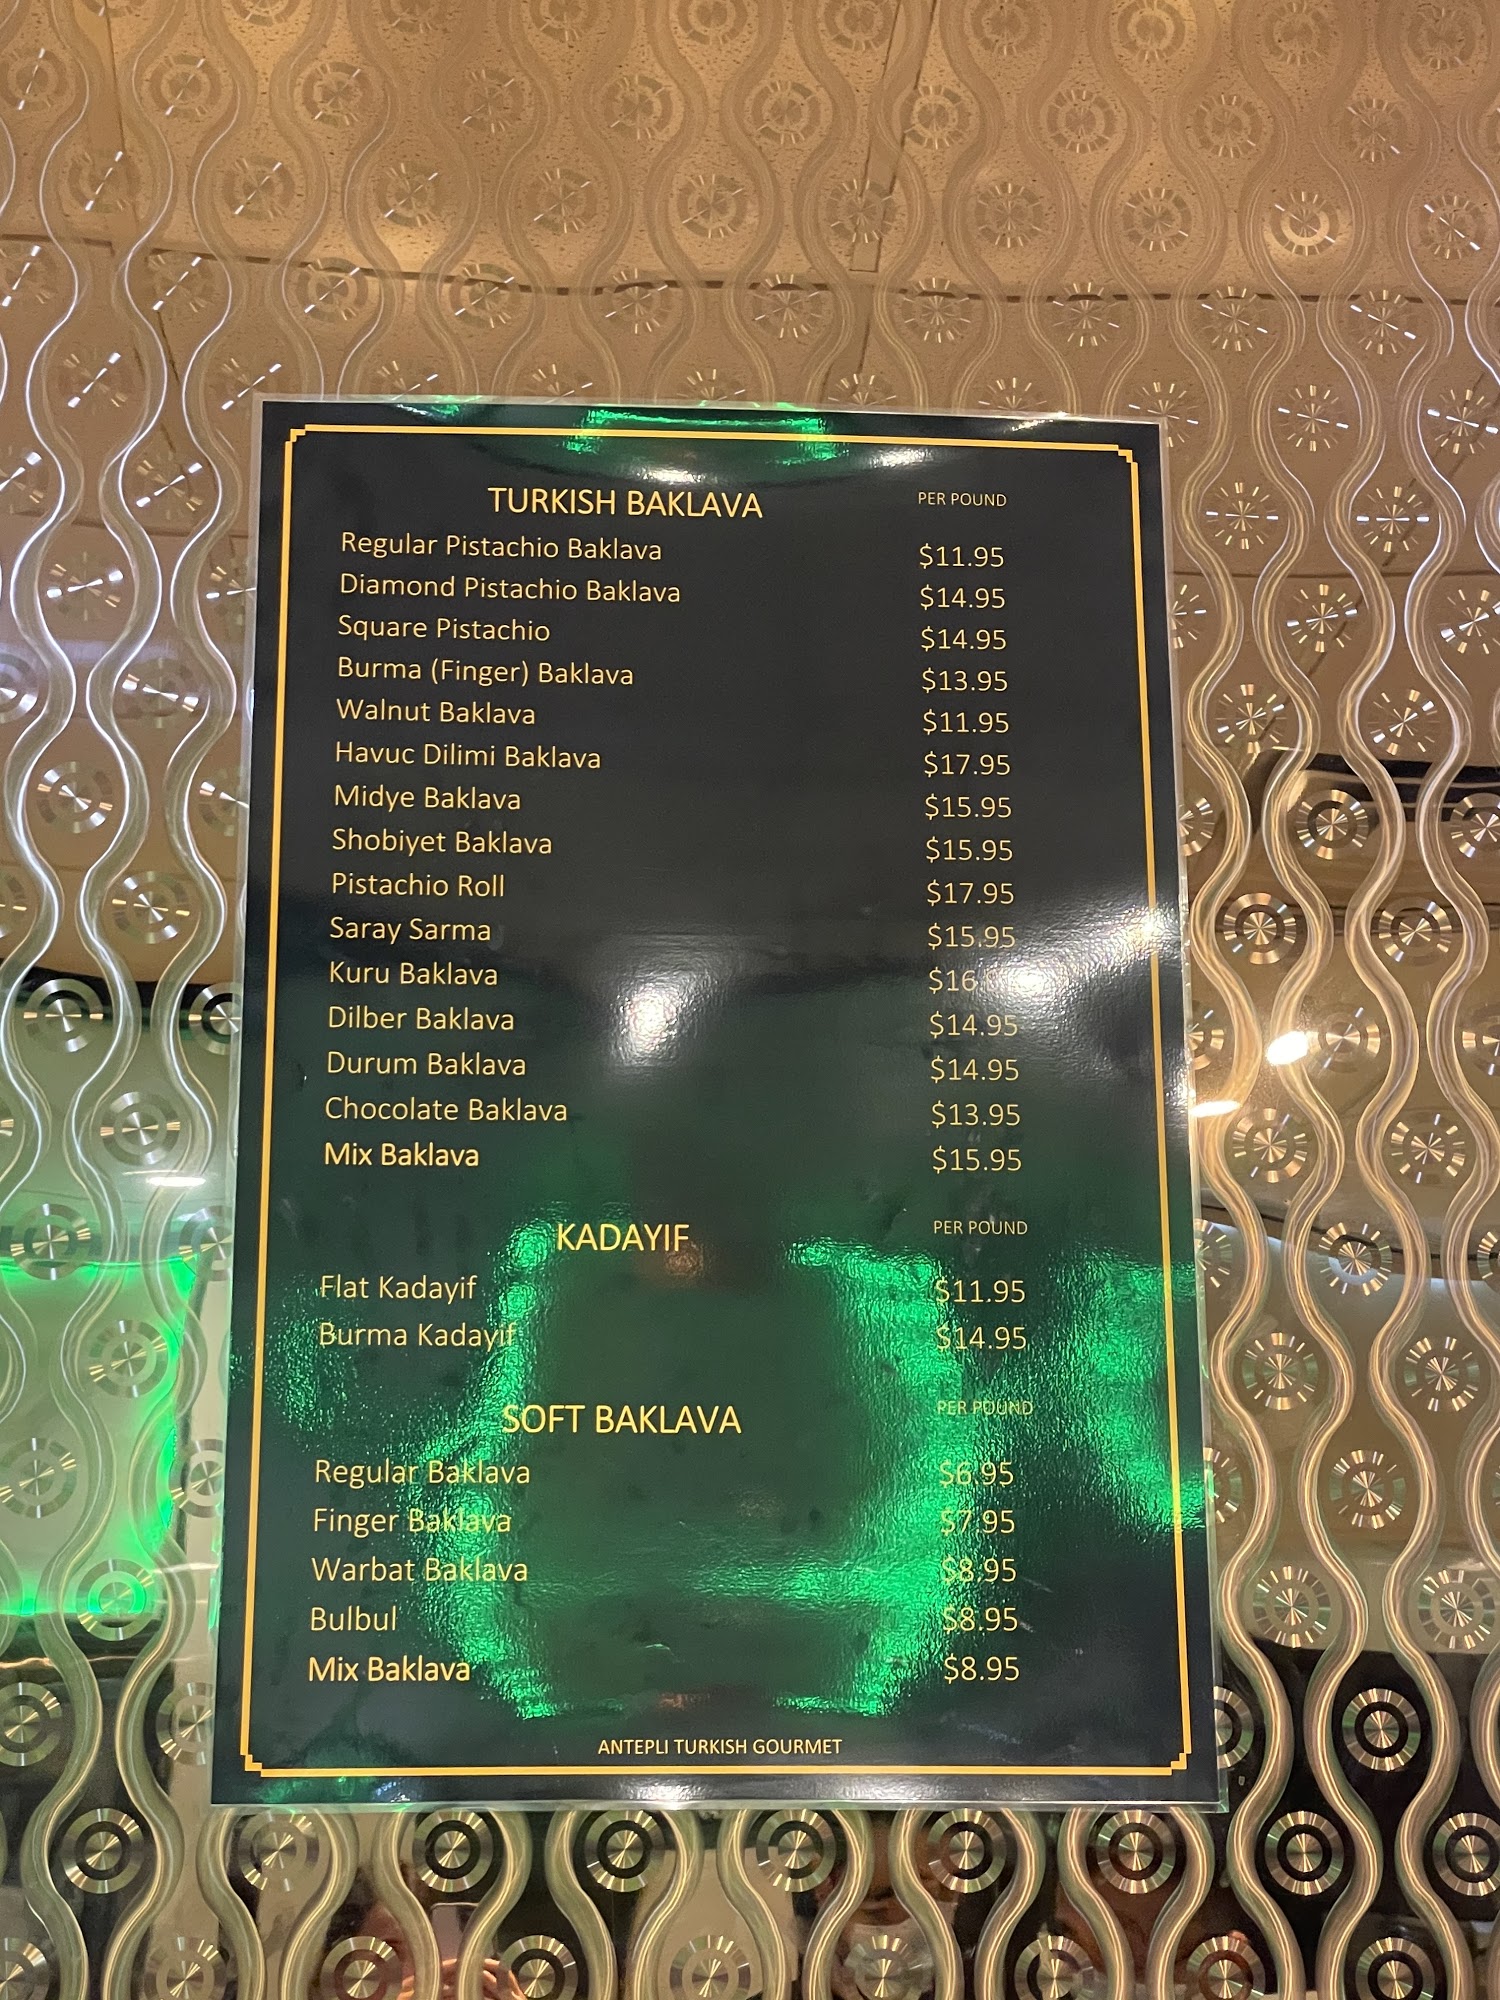 TURKISH BAKLAVA PER POUND
Regular Pistachio Baklava $11.95
Diamond Pistachio Baklava $14.95
Square Pistachio $14.95
Burma (Finger) Baklava $13.95
Walnut Baklava $11.95
Havuc Dilimi Baklava $17.95
Midye Baklava $15.95
Shobiyet Baklava $15.95
Pistachio Roll $17.95
Saray Sarma $15.95
Kuru Baklava
Dilber Baklava $14.95
Durum Baklava $14.95
Chocolate Baklava $13.95
Mix Baklava $15.95
KADAYIF PER POUND
Flat Kadayif $11.95
Burma Kadayif $14.95
SOFT BAKLAVA PER POUND
Regular Baklava $6.95
Finger Baklava $7.95
Warbat Baklava $8.95
Bulbul $8.95
Mix Baklava $8.95
ANTEPLI TURKISH GOURMET